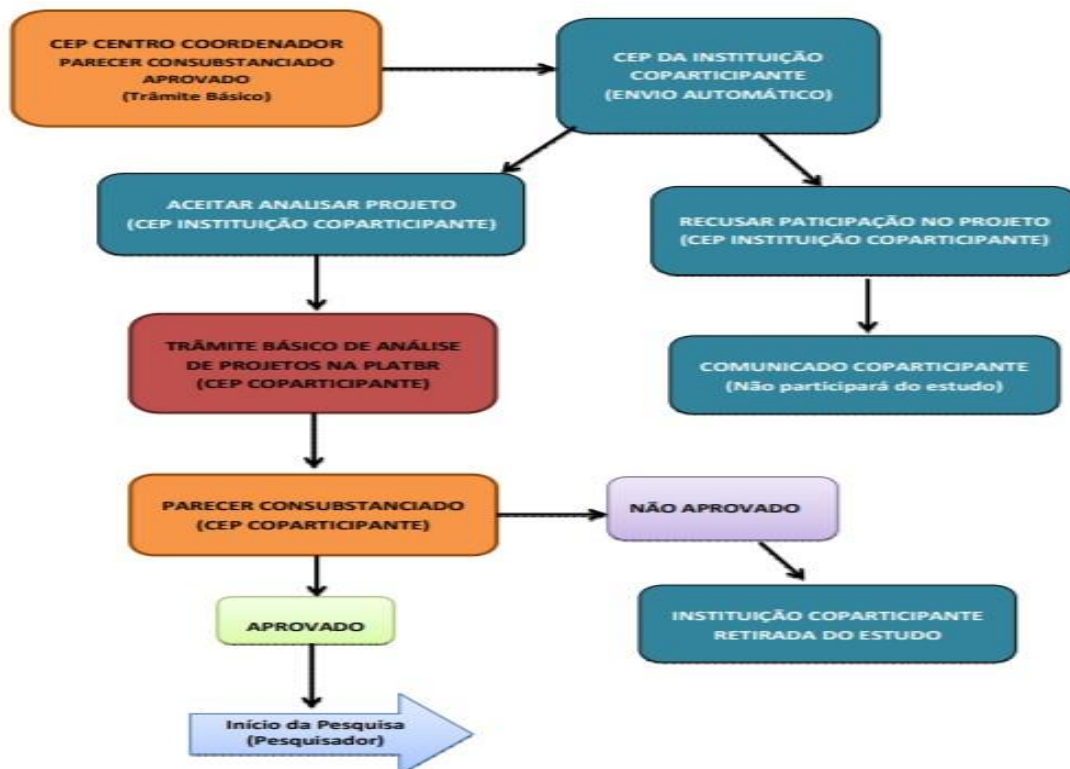 CEP CENTRO COORDENADOR
PARECER CONSUBSTANCIADO
APROVADO
(Trâmite Básico)
CEP DA INSTITUIÇÃO
COPARTICIPANTE
(ENVIO AUTOMÁTICO)
ACEITAR ANALISAR PROJETO
(CEP INSTITUIÇÃO COPARTICIPANTE)
RECUSAR PATICIPAÇÃO NO PROJETO
(CEP INSTITUIÇÃO COPARTICIPANTE)
TRÂMITE BÁSICO DE ANÁLISE
DE PROJETOS NA PLATBR
(CEP COPARTICIPANTE)
COMUNICADO COPARTICIPANTE
(Não participará do estudo)
PARECER CONSUBSTANCIADO
(CEP COPARTICIPANTE)
NÃO APROVADO
APROVADO
INSTITUIÇÃO COPARTICIPANTE
RETIRADA DO ESTUDO
Início da Pesquisa
(Pesquisador)